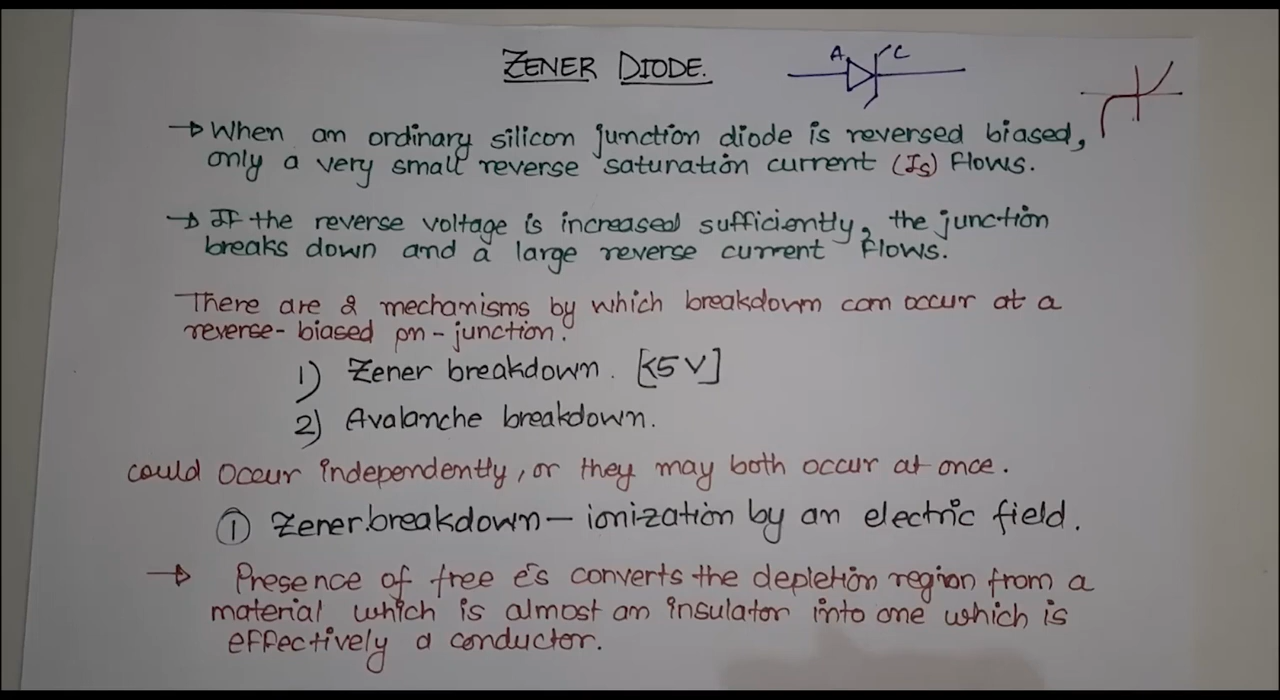 ZENER DIODE.
A C
→ When an ordinary silicon junction diode is reversed biased,
only a very small reverse saturation current (Is) flows.
→ If the reverse voltage is increased sufficiently, the junction
breaks down and a large reverse current flows.
There are 2 mechanisms by which breakdown can occur at a
reverse-biased pn-junction.
1) Zener breakdown. [<5V]
2) Avalanche breakdown.
could occur independently, or they may both occur at once.
① Zener breakdown – ionization by an electric field.
→ Presence of free e's converts the depletion region from a
material which is almost an insulator into one which is
effectively a conductor.